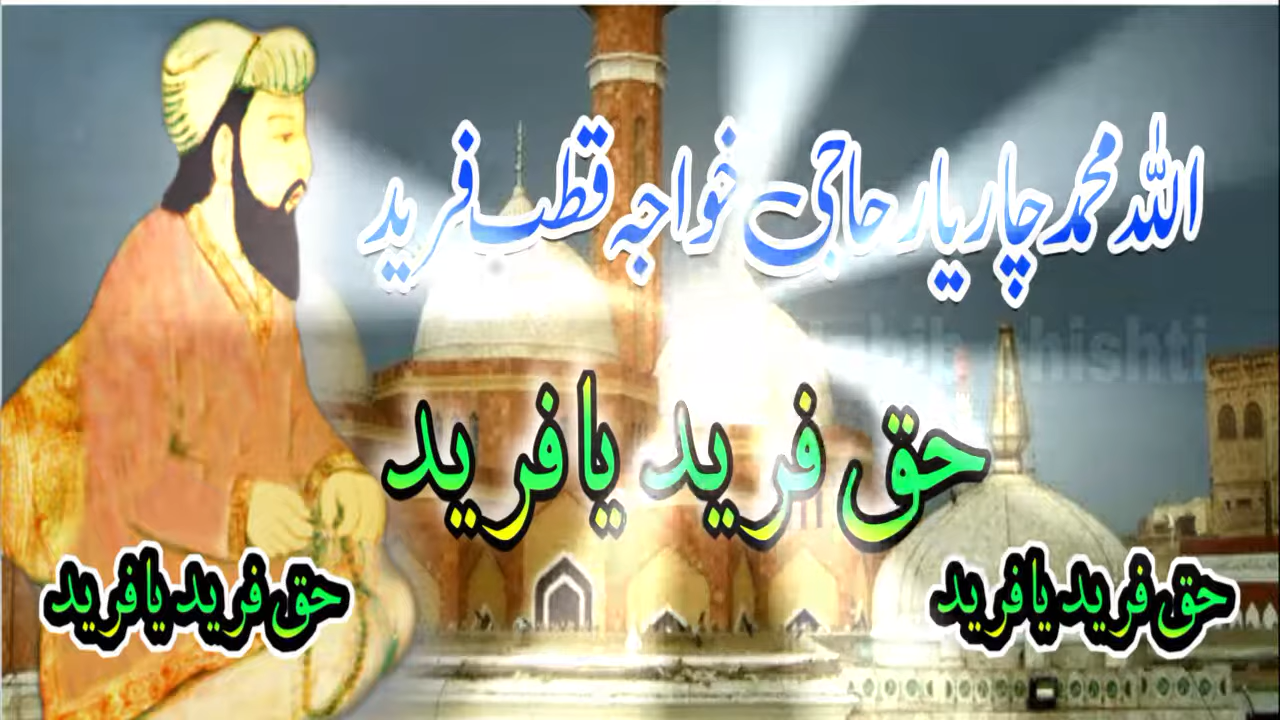 اللہ محمد چار یار حاجی خواجہ قطب فرید
chishti
حق فرید یا فرید
حق فرید یا فرید
حق فرید یا فرید